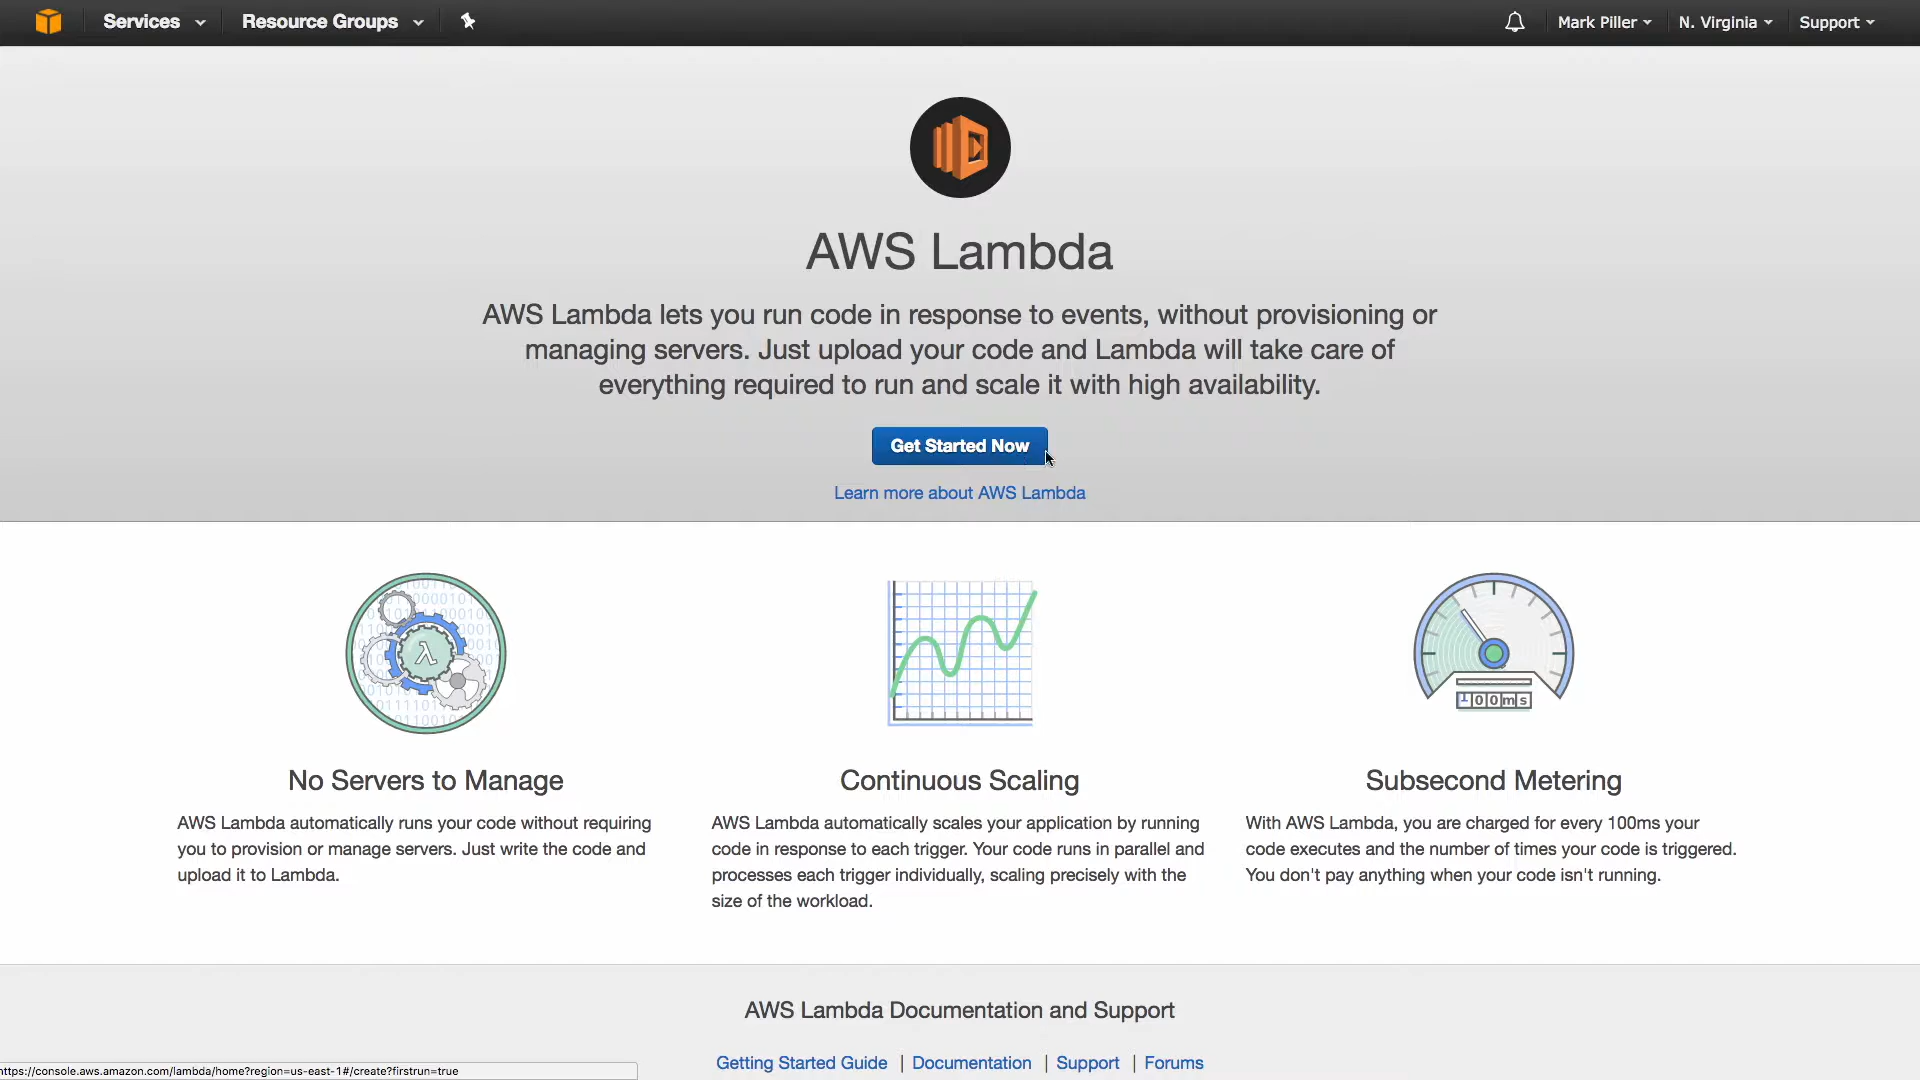 Services
Resource Groups
Mark Piller
N. Virginia
Support
AWS Lambda
AWS Lambda lets you run code in response to events, without provisioning or
managing servers. Just upload your code and Lambda will take care of
everything required to run and scale it with high availability.
Get Started Now
Learn more about AWS Lambda
λ
100ms
No Servers to Manage
AWS Lambda automatically runs your code without requiring
you to provision or manage servers. Just write the code and
upload it to Lambda.
Continuous Scaling
AWS Lambda automatically scales your application by running
code in response to each trigger. Your code runs in parallel and
processes each trigger individually, scaling precisely with the
size of the workload.
Subsecond Metering
With AWS Lambda, you are charged for every 100ms your
code executes and the number of times your code is triggered.
You don't pay anything when your code isn't running.
AWS Lambda Documentation and Support
Getting Started Guide | Documentation | Support | Forums
https://console.aws.amazon.com/lambda/home?region=us-east-1#/create?firstrun=true